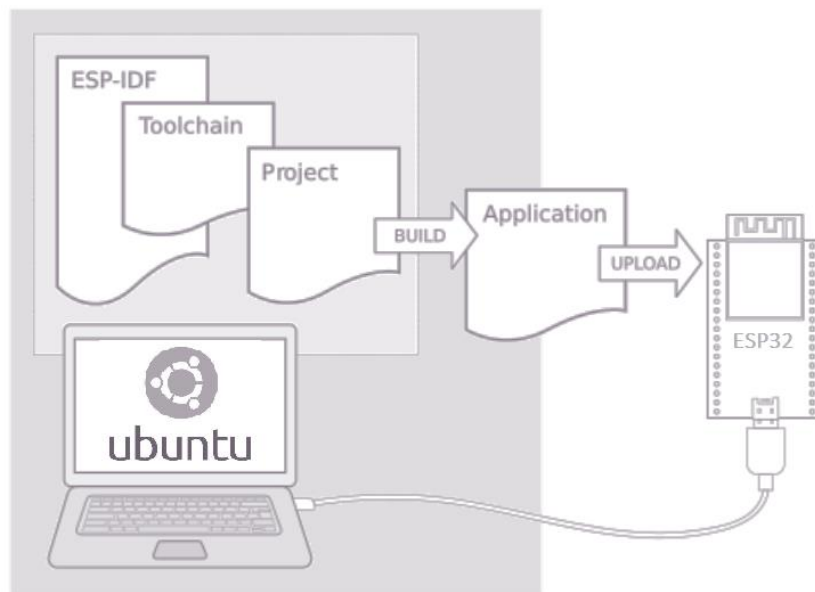 ESP-IDF
Toolchain
Project
BUILD
Application
UPLOAD
ESP32
ubuntu